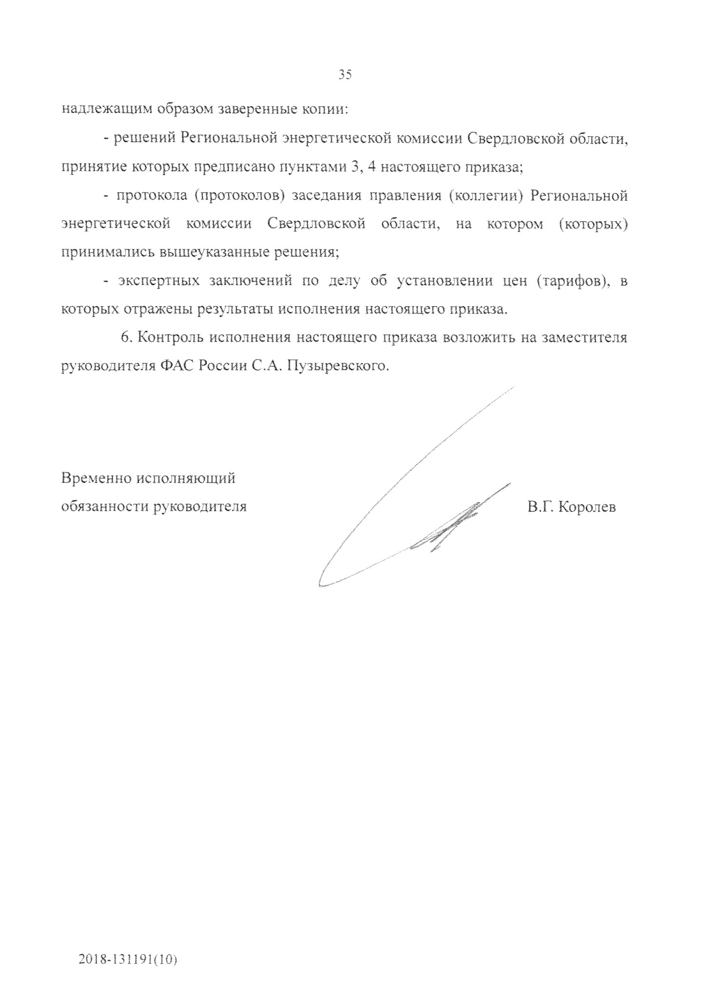 35
надлежащим образом заверенные копии:
- решений Региональной энергетической комиссии Свердловской области,
принятие которых предписано пунктами 3, 4 настоящего приказа;
- протокола (протоколов) заседания правления (коллегии) Региональной
энергетической комиссии Свердловской области, на котором (которых)
принимались вышеуказанные решения;
- экспертных заключений по делу об установлении цен (тарифов), в
которых отражены результаты исполнения настоящего приказа.
6. Контроль исполнения настоящего приказа возложить на заместителя
руководителя ФАС России С.А. Пузыревского.
Временно исполняющий
обязанности руководителя
В.Г. Королев
2018-131191(10)